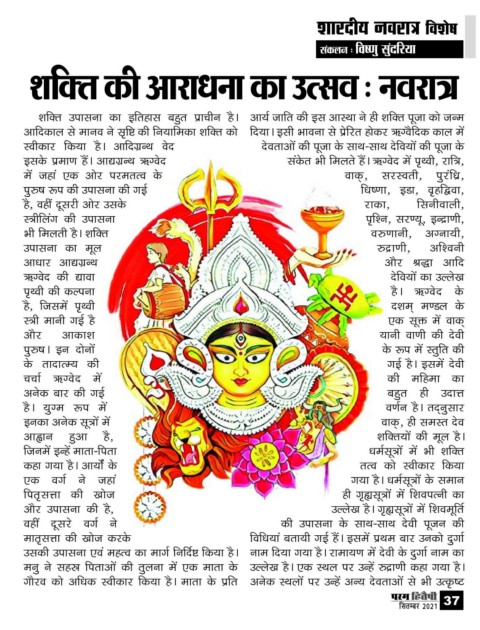 शारदीय नवरात्र विशेष
संकलन : विष्णु सुंदरिया
शक्ति की आराधना का उत्सव : नवरात्र
शक्ति उपासना का इतिहास बहुत प्राचीन है।
आदिकाल से मानव ने सृष्टि की नियामिका शक्ति को
स्वीकार किया है। आदिग्रन्थ वेद
इसके प्रमाण हैं। आद्यग्रन्थ ऋग्वेद
में जहां एक ओर परमतत्व के
पुरुष रूप की उपासना की गई
है, वहीं दूसरी ओर उसके
स्त्रीलिंग की उपासना
भी मिलती है। शक्ति
उपासना का मूल
आधार आद्यग्रन्थ
ऋग्वेद की द्यावा
पृथ्वी की कल्पना
है, जिसमें पृथ्वी
स्त्री मानी गई है
और आकाश
पुरुष। इन दोनों
के तादात्म्य की
चर्चा ऋग्वेद में
अनेक बार की गई
है। युग्म रूप में
इनका अनेक सूत्रों में
आह्वान हुआ है,
जिनमें इन्हें माता-पिता
कहा गया है। आर्यों के
एक वर्ग ने जहां
पितृसत्ता की खोज
और उपासना की है,
वहीं दूसरे वर्ग ने
मातृसत्ता की खोज करके
उसकी उपासना एवं महत्व का मार्ग निर्दिष्ट किया है।
मनु ने सहस्र पिताओं की तुलना में एक माता के
गौरव को अधिक स्वीकार किया है। माता के प्रति
आर्य जाति की इस आस्था ने ही शक्ति पूजा को जन्म
दिया। इसी भावना से प्रेरित होकर ऋग्वैदिक काल में
देवताओं की पूजा के साथ-साथ देवियों की पूजा के
संकेत भी मिलते हैं। ऋग्वेद में पृथ्वी, रात्रि,
वाक्, सरस्वती, पुरंध्रि,
धिष्णा, इडा, वृहद्दिवा,
राका, सिनीवाली,
पृश्नि, सरण्यू, इन्द्राणी,
वरुणानी, अग्नायी,
रुद्राणी, अश्विनी
और श्रद्धा आदि
देवियों का उल्लेख
है। ऋग्वेद के
दशम् मण्डल के
एक सूक्त में वाक्
यानी वाणी की देवी
के रूप में स्तुति की
गई है। इसमें देवी
की महिमा का
बहुत ही उदात्त
वर्णन है। तद्नुसार
वाक्, ही समस्त देव
शक्तियों की मूल है।
धर्मसूत्रों में भी शक्ति
तत्व को स्वीकार किया
गया है। धर्मसूत्रों के समान
ही गृह्यसूत्रों में शिवपत्नी का
उल्लेख है। गृह्यसूत्रों में शिवमूर्ति
की उपासना के साथ-साथ देवी पूजन की
विधियां बतायी गई हैं। इसमें प्रथम बार उनको दुर्गा
नाम दिया गया है। रामायण में देवी के दुर्गा नाम का
उल्लेख है। एक स्थल पर उन्हें रुद्राणी कहा गया है।
अनेक स्थलों पर उन्हें अन्य देवताओं से भी उत्कृष्ट
परम हितैषी
सितम्बर 2021
37